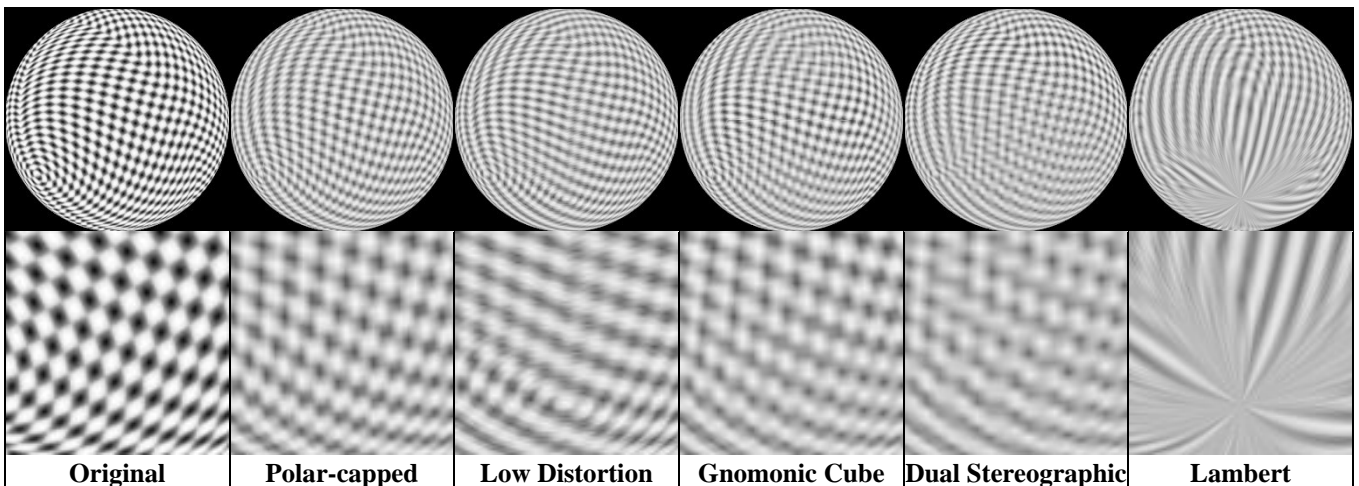 Original
Polar-capped
Low Distortion
Gnomonic Cube
Dual Stereographic
Lambert